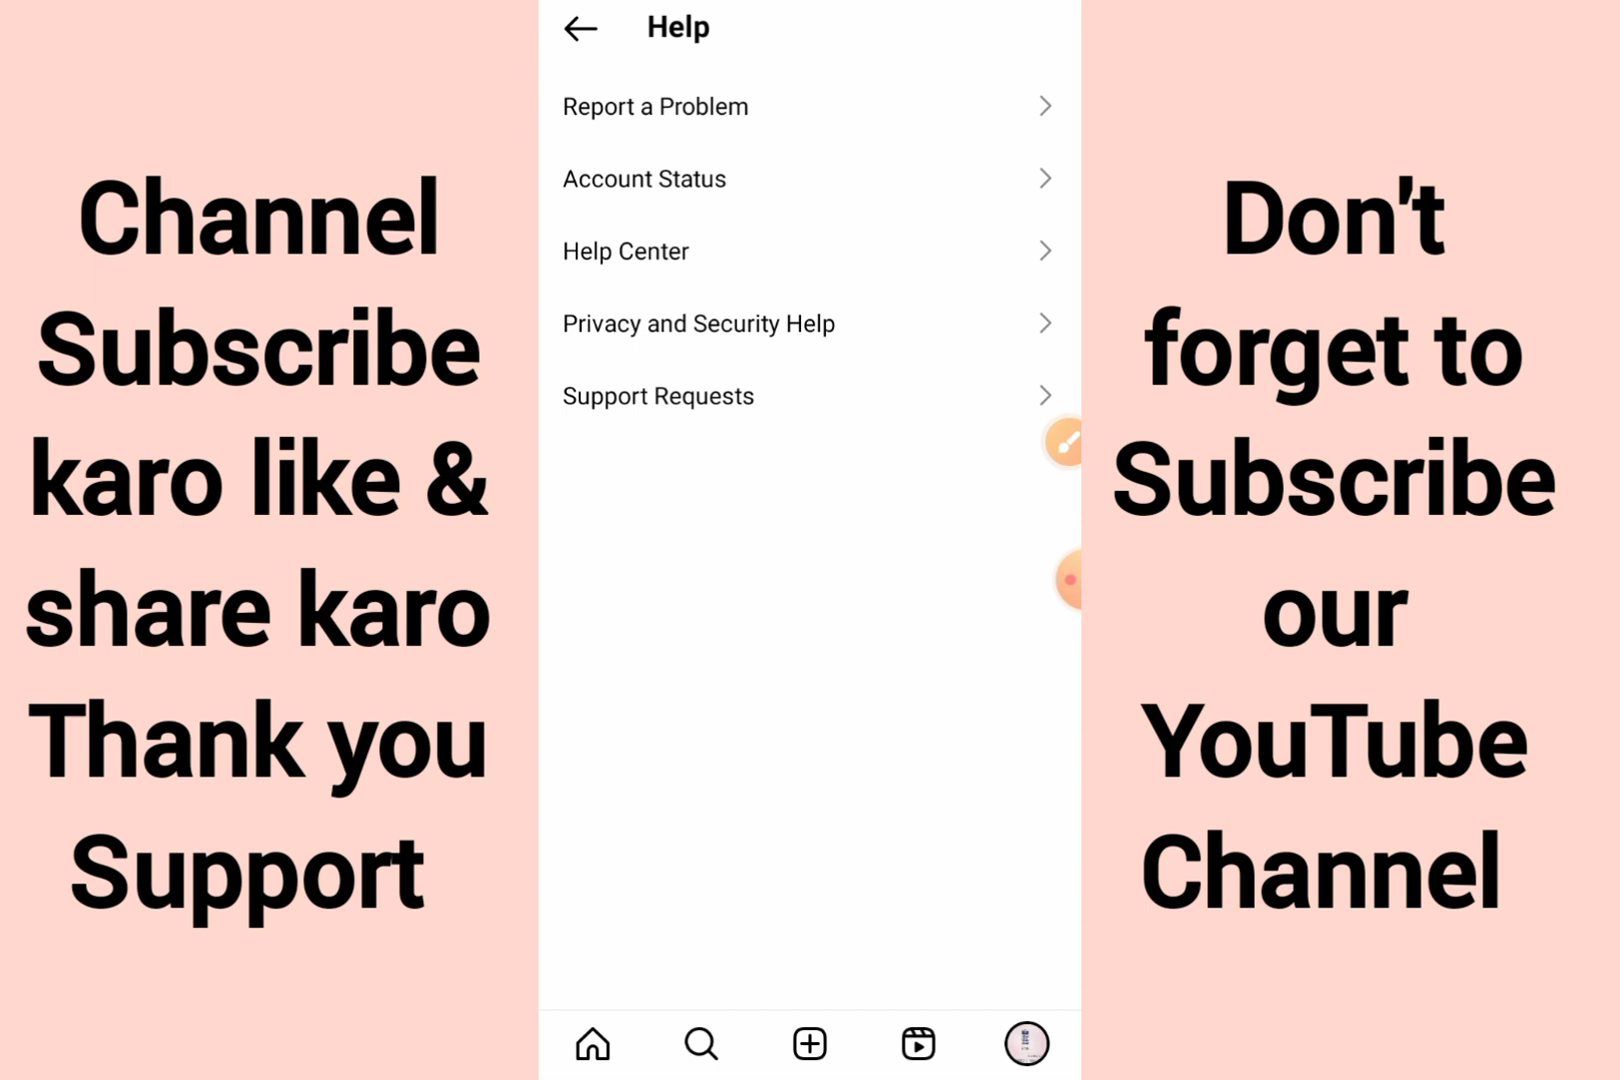 Channel
Subscribe
karo like &
share karo
Thank you
Support
Help
Report a Problem
Account Status
Help Center
Privacy and Security Help
Support Requests
Don't
forget to
Subscribe
our
YouTube
Channel